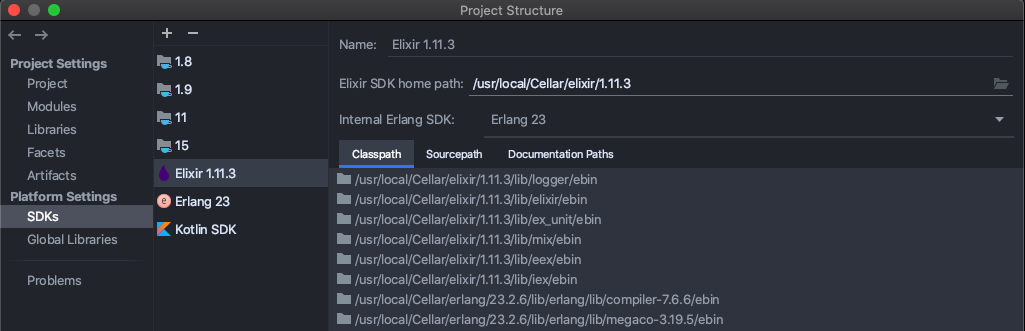 Project Structure
Project Settings
Project
Modules
Libraries
Facets
Artifacts
Platform Settings
SDKs
Global Libraries
Problems
1.8
1.9
11
15
Elixir 1.11.3
Erlang 23
Kotlin SDK
Name: Elixir 1.11.3
Elixir SDK home path: /usr/local/Cellar/elixir/1.11.3
Internal Erlang SDK: Erlang 23
Classpath Sourcepath Documentation Paths
/usr/local/Cellar/elixir/1.11.3/lib/logger/ebin
/usr/local/Cellar/elixir/1.11.3/lib/elixir/ebin
/usr/local/Cellar/elixir/1.11.3/lib/ex_unit/ebin
/usr/local/Cellar/elixir/1.11.3/lib/mix/ebin
/usr/local/Cellar/elixir/1.11.3/lib/eex/ebin
/usr/local/Cellar/elixir/1.11.3/lib/iex/ebin
/usr/local/Cellar/erlang/23.2.6/lib/erlang/lib/compiler-7.6.6/ebin
/usr/local/Cellar/erlang/23.2.6/lib/erlang/lib/megaco-3.19.5/ebin